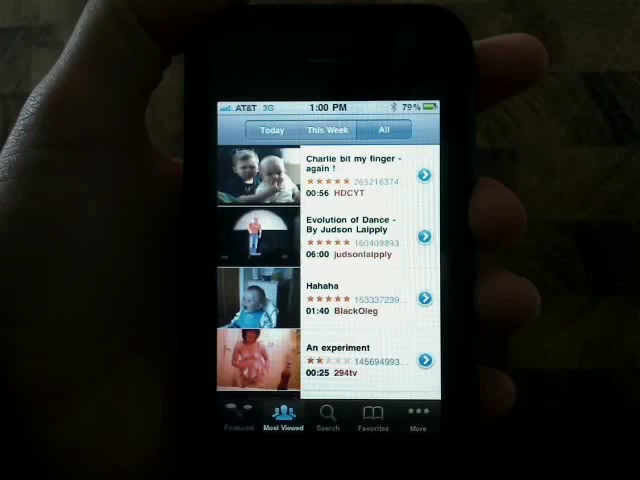 AT&T 3G 1:00 PM 79%
Today This Week All
Charlie bit my finger -
again !
265216374
00:56 HDCYT
Evolution of Dance -
By Judson Laipply
160409893
06:00 judsonlaipply
Hahaha
153337239...
01:40 BlackOleg
An experiment
145694993...
00:25 294tv
Featured Most Viewed Search Favorites More